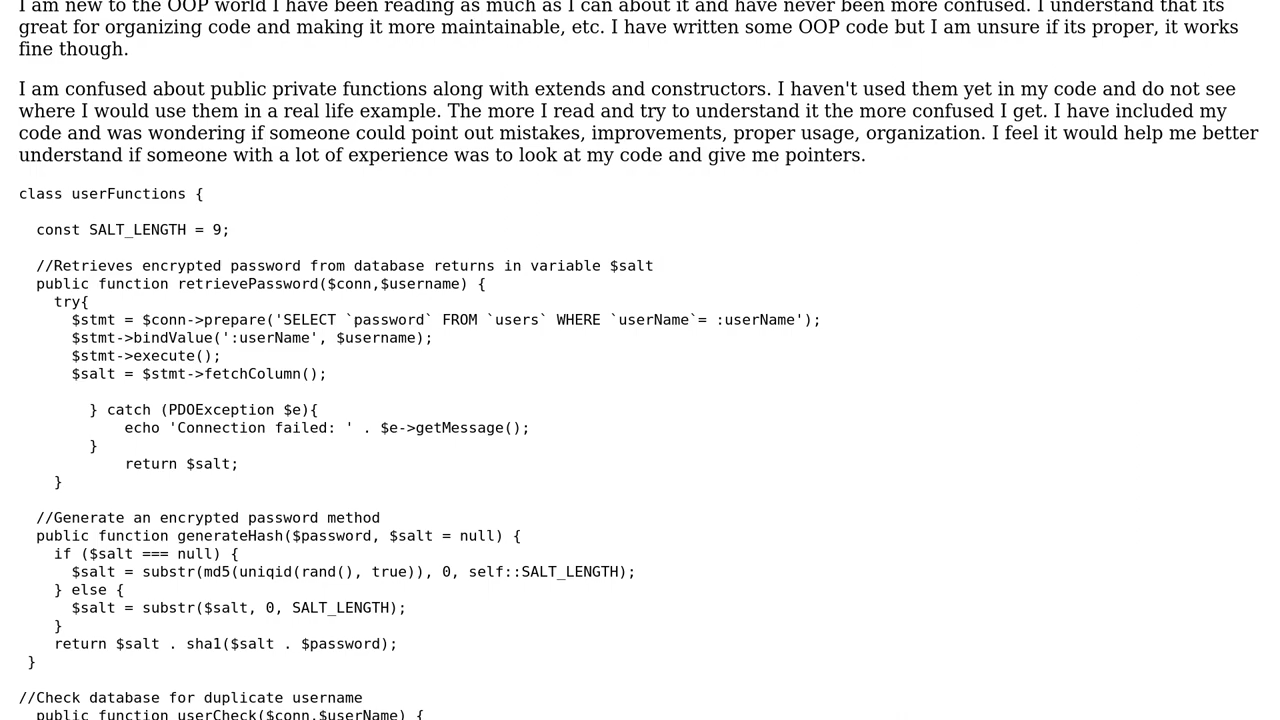 I am new to the OOP world I have been reading as much as I can about it and have never been more confused. I understand that its
great for organizing code and making it more maintainable, etc. I have written some OOP code but I am unsure if its proper, it works
fine though.
I am confused about public private functions along with extends and constructors. I haven't used them yet in my code and do not see
where I would use them in a real life example. The more I read and try to understand it the more confused I get. I have included my
code and was wondering if someone could point out mistakes, improvements, proper usage, organization. I feel it would help me better
understand if someone with a lot of experience was to look at my code and give me pointers.
class userFunctions {
  const SALT_LENGTH = 9;
  //Retrieves encrypted password from database returns in variable $salt
  public function retrievePassword($conn,$username) {
    try{
      $stmt = $conn->prepare('SELECT `password` FROM `users` WHERE `userName`= :userName');
      $stmt->bindValue(':userName', $username);
      $stmt->execute();
      $salt = $stmt->fetchColumn();
        } catch (PDOException $e){
            echo 'Connection failed: ' . $e->getMessage();
        }
            return $salt;
    }
  //Generate an encrypted password method
  public function generateHash($password, $salt = null) {
    if ($salt === null) {
      $salt = substr(md5(uniqid(rand(), true)), 0, self::SALT_LENGTH);
    } else {
      $salt = substr($salt, 0, SALT_LENGTH);
    }
    return $salt . sha1($salt . $password);
 }
//Check database for duplicate username
  public function userCheck($conn,$userName) {